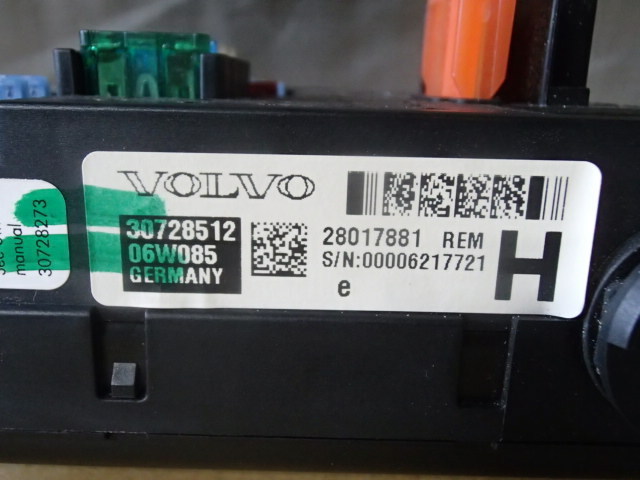 VOLVO
30728512
06W085
GERMANY
28017881 REM
S/N:00006217721
e
H
manual
30728273